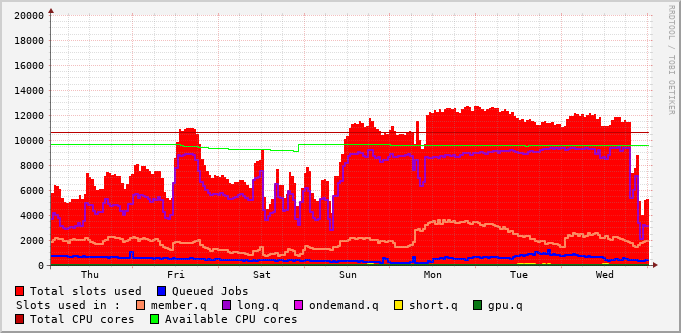 RRDTOOL / TOBI OETIKER
20000
18000
16000
14000
12000
10000
8000
6000
4000
2000
0
Thu Fri Sat Sun Mon Tue Wed
Total slots used Queued Jobs
Slots used in : member.q long.q ondemand.q short.q gpu.q
Total CPU cores Available CPU cores